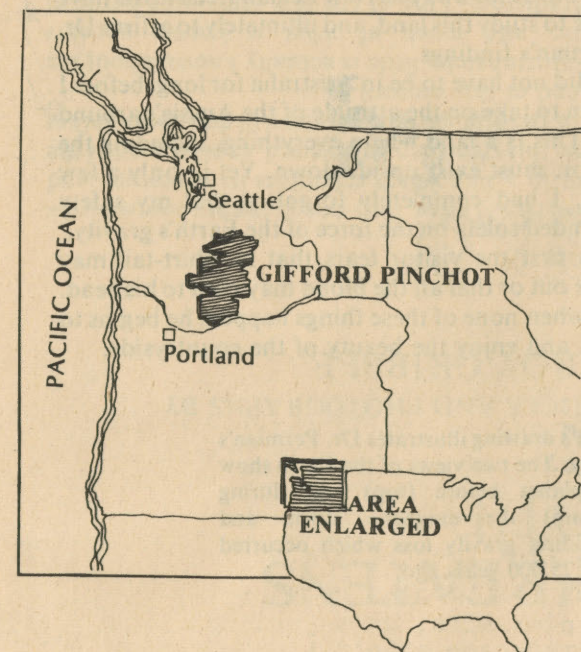 Seattle
GIFFORD PINCHOT
PACIFIC OCEAN
Portland
AREA
ENLARGED